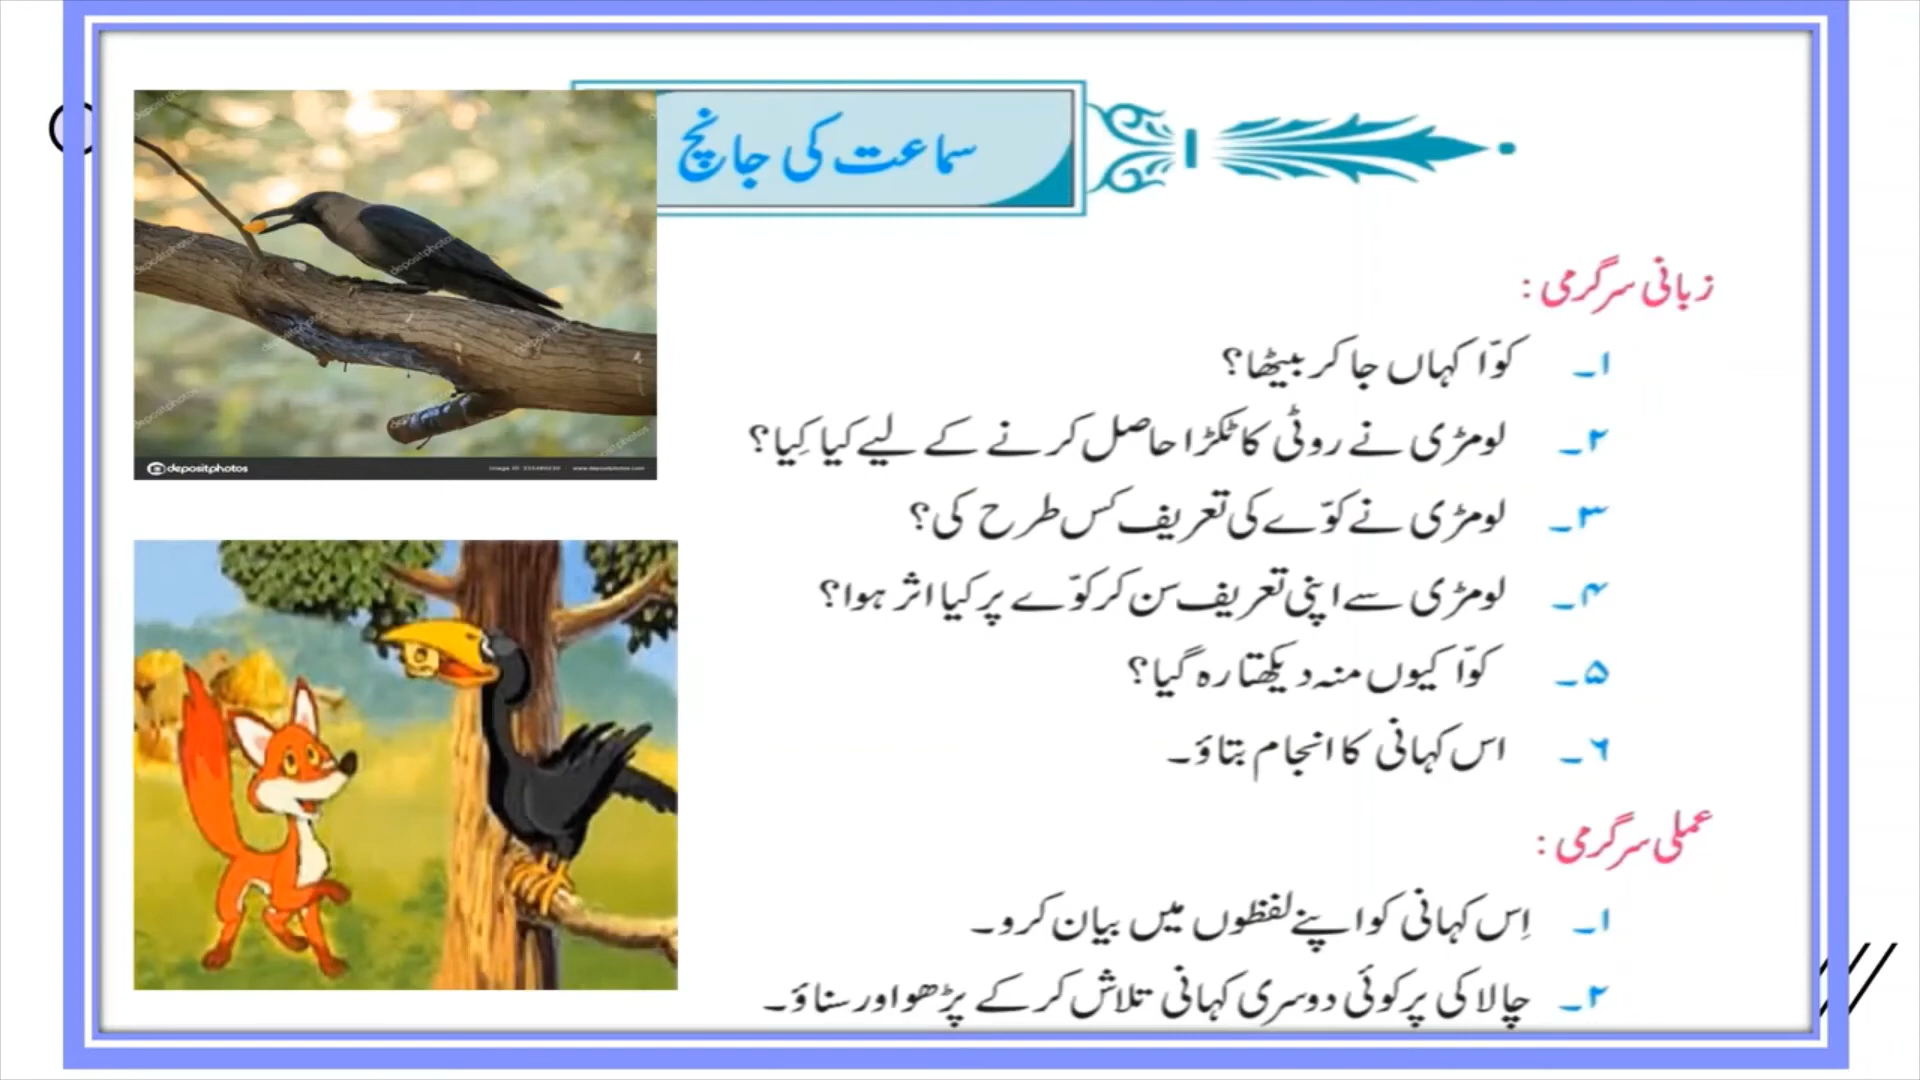 سماعت کی جانچ
زبانی سرگرمی :
۱۔ کوّا کہاں جا کر بیٹھا؟
۲۔ لومڑی نے روٹی کا ٹکڑا حاصل کرنے کے لیے کیا کِیا؟
۳۔ لومڑی نے کوّے کی تعریف کس طرح کی؟
۴۔ لومڑی سے اپنی تعریف سن کر کوّے پر کیا اثر ہوا؟
۵۔ کوّا کیوں منہ دیکھتا رہ گیا؟
۶۔ اس کہانی کا انجام بتاؤ۔
عملی سرگرمی :
۱۔ اِس کہانی کو اپنے لفظوں میں بیان کرو۔
۲۔ چالاکی پر کوئی دوسری کہانی تلاش کر کے پڑھو اور سناؤ۔
depositphotos
www.depositphotos.com